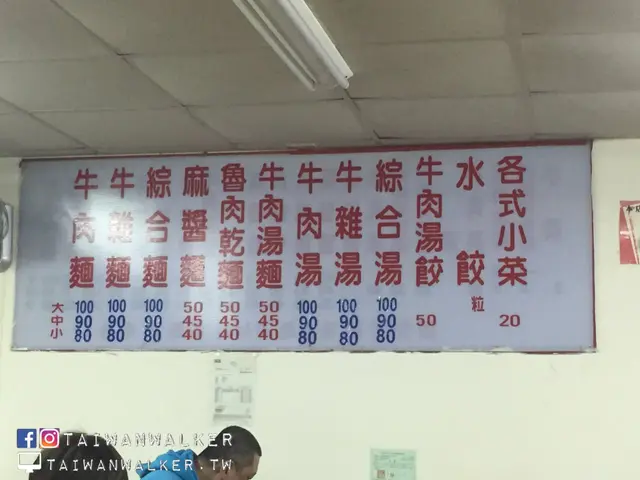 牛肉麵 100 90 80
牛雜麵 100 90 80
綜合麵 100 90 80
麻醬麵 50 45 40
魯肉乾麵 50 45 40
牛肉湯麵 50 45 40
牛肉湯 100 90 80
牛雜湯 100 90 80
綜合湯 100 90 80
牛肉湯餃 50
水餃 粒
各式小菜 20
大
中
小
TAIWANWALKER
TAIWANWALKER.TW